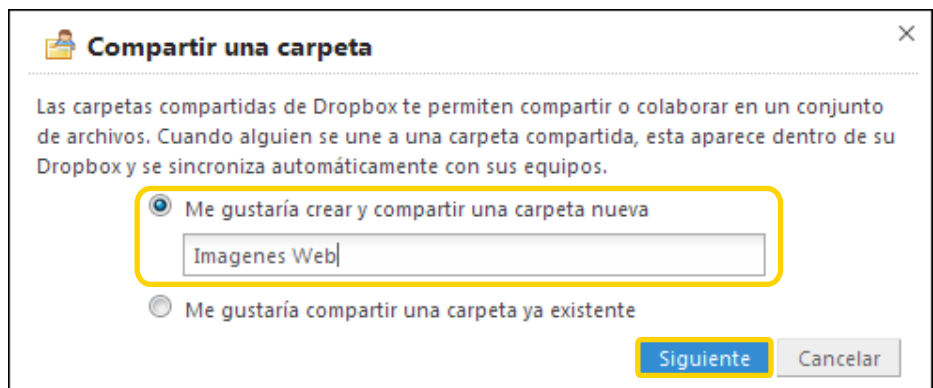 Compartir una carpeta
Las carpetas compartidas de Dropbox te permiten compartir o colaborar en un conjunto
de archivos. Cuando alguien se une a una carpeta compartida, esta aparece dentro de su
Dropbox y se sincroniza automáticamente con sus equipos.
Me gustaría crear y compartir una carpeta nueva
Imagenes Web
Me gustaría compartir una carpeta ya existente
Siguiente Cancelar